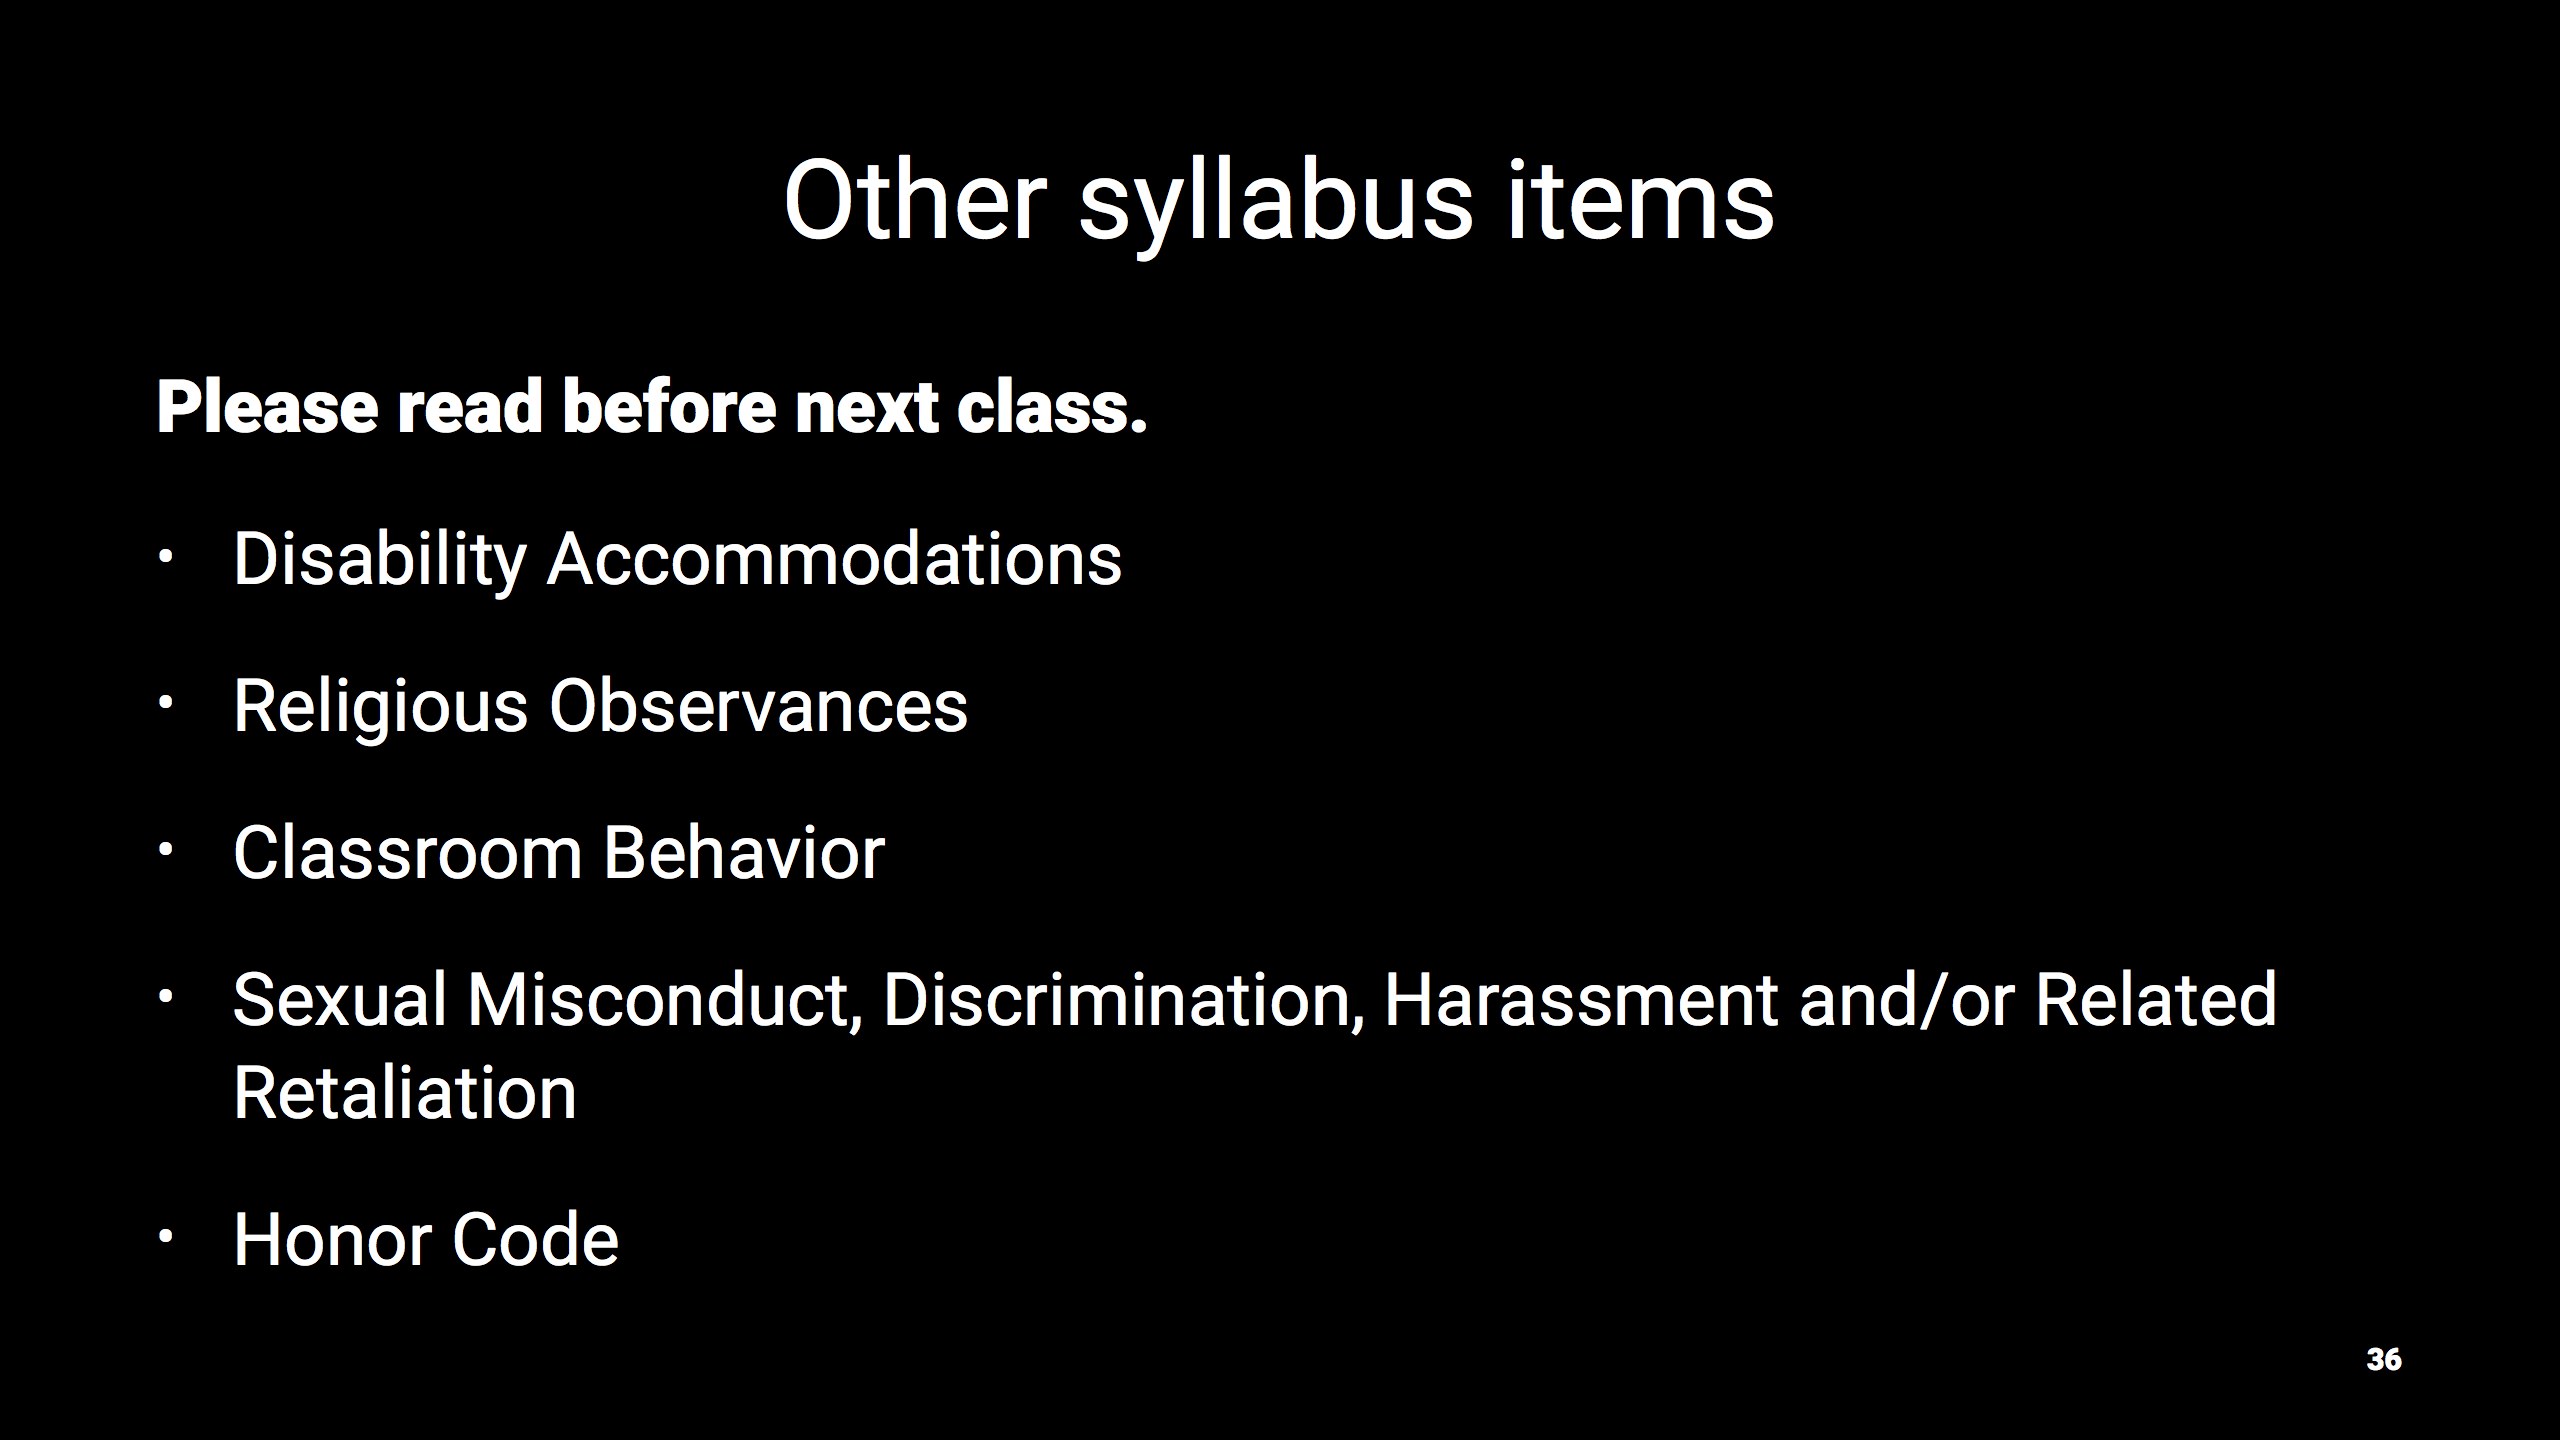 Other syllabus items
Please read before next class.
• Disability Accommodations
• Religious Observances
• Classroom Behavior
• Sexual Misconduct, Discrimination, Harassment and/or Related
Retaliation
• Honor Code
36